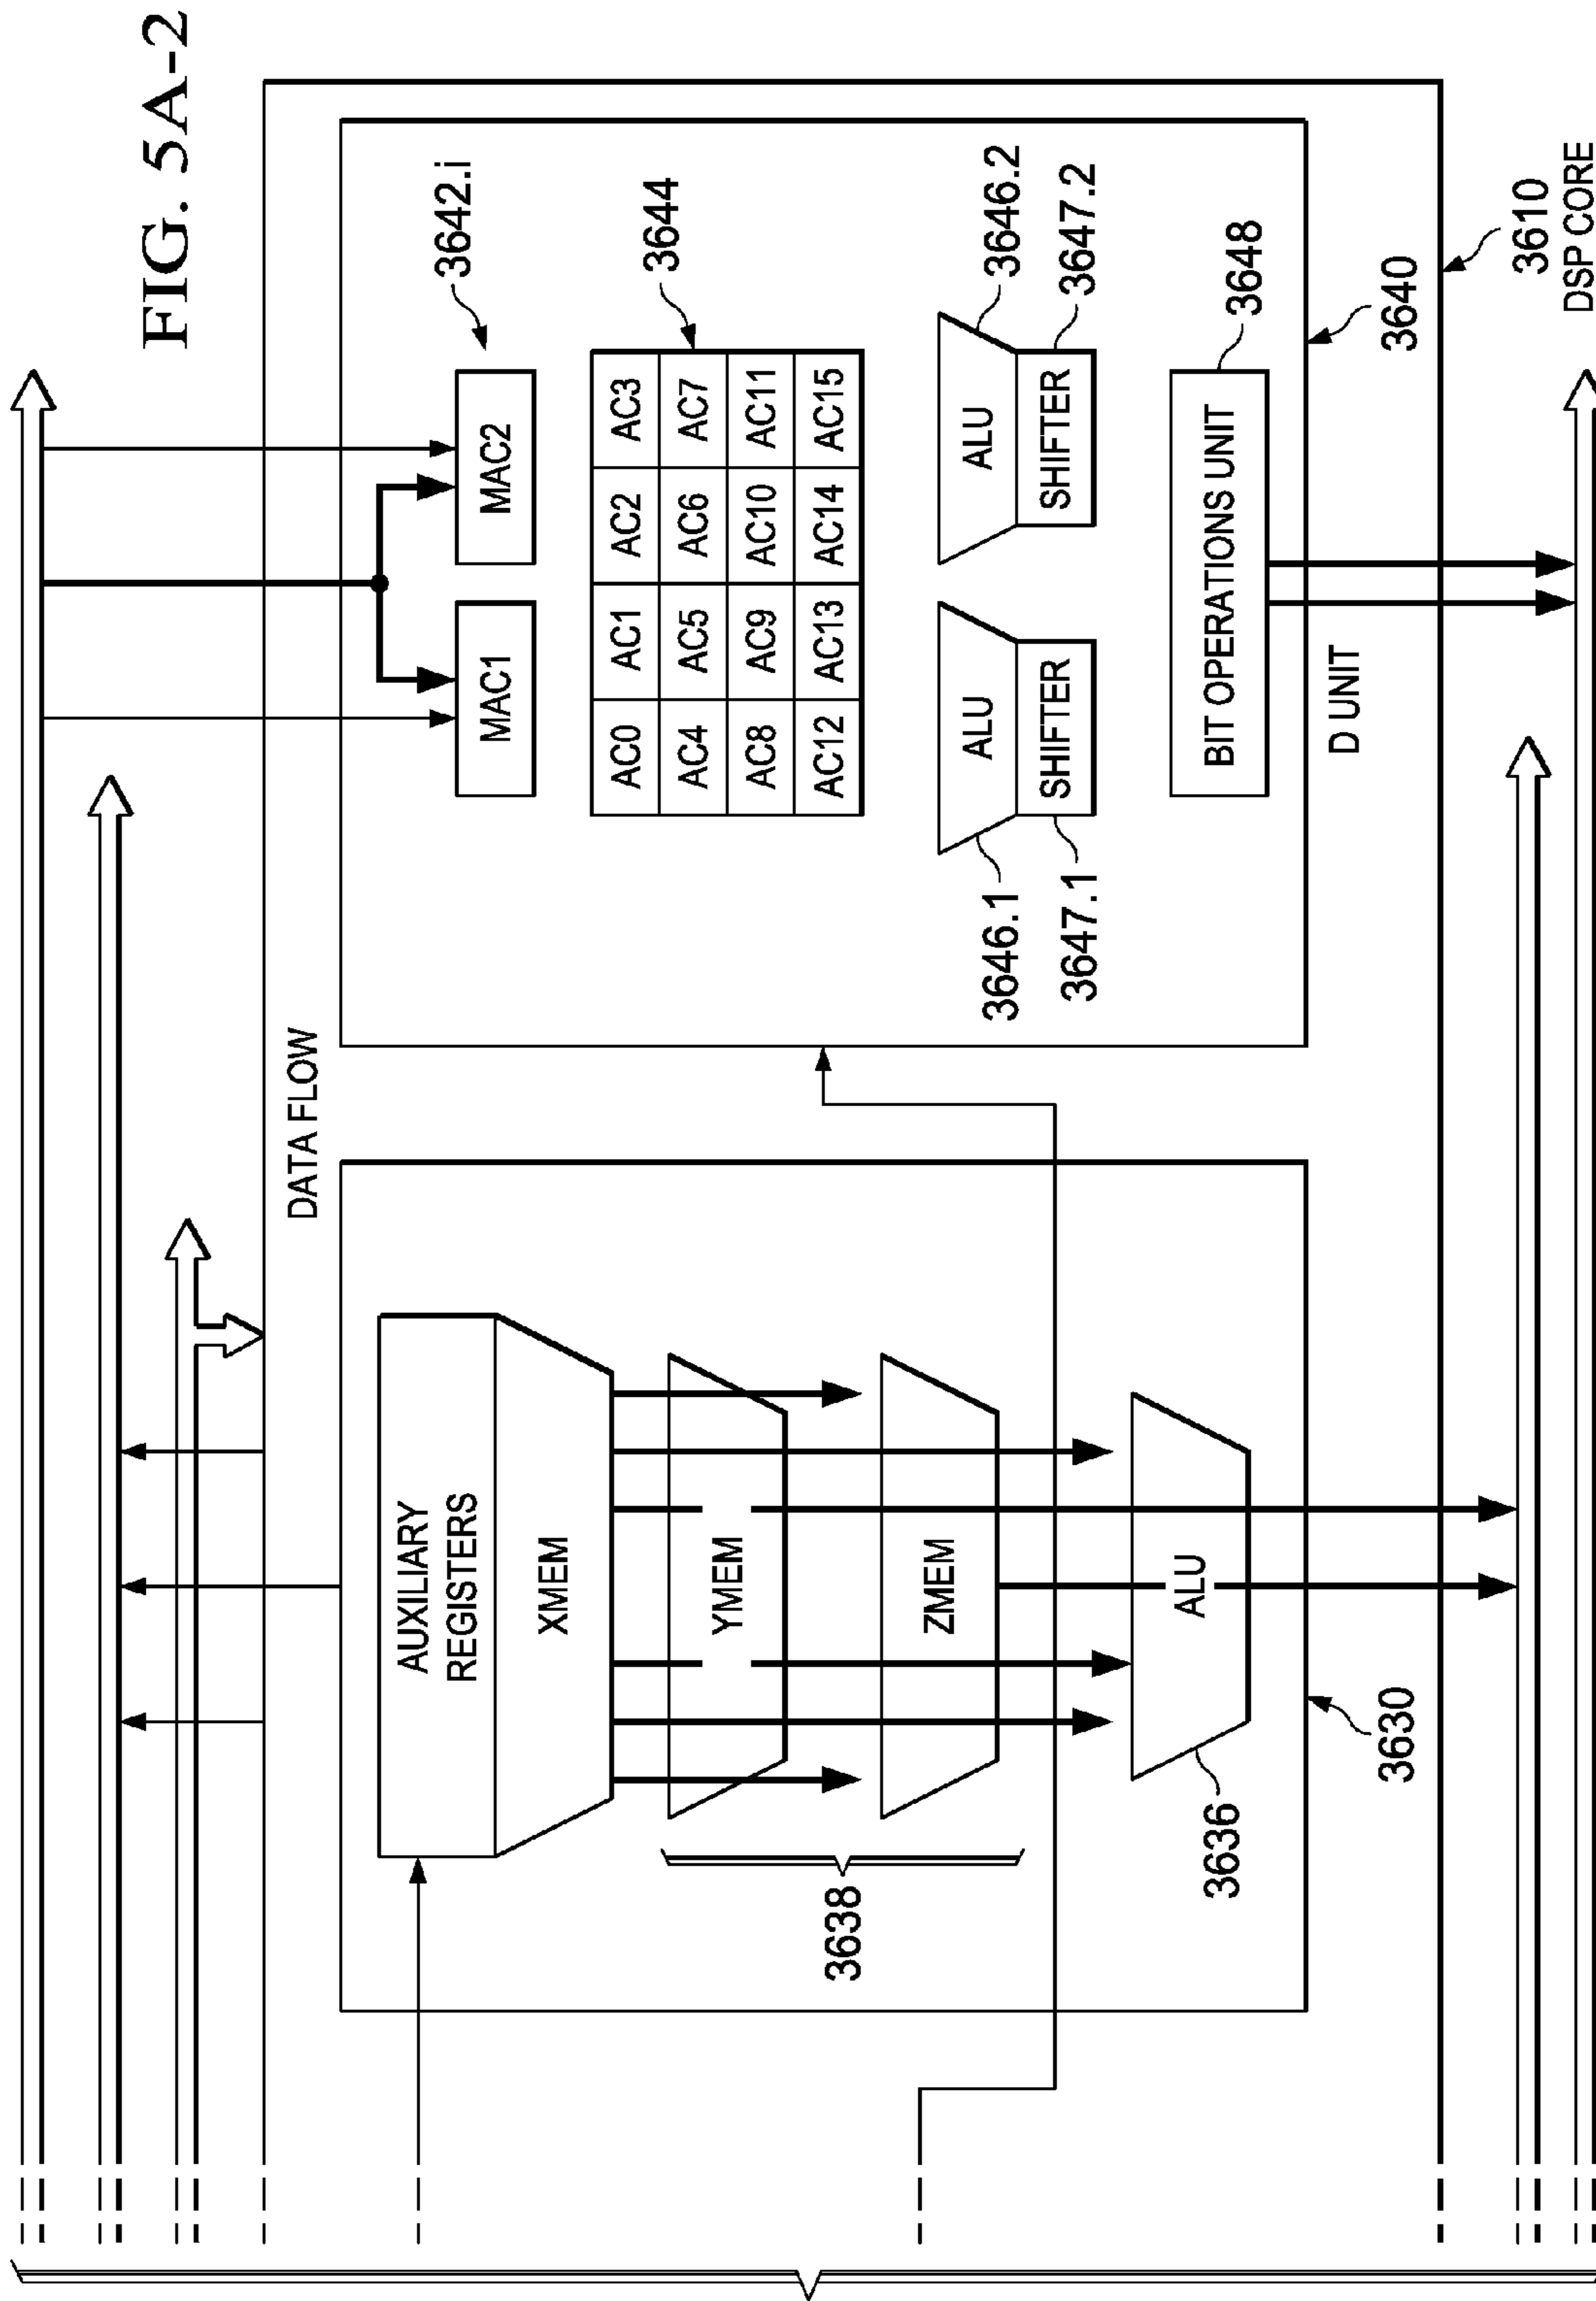 FIG. 5A-2
DATA FLOW
AUXILIARY
REGISTERS
XMEM
YMEM
ZMEM
3638
ALU
3636
3630
MAC1
MAC2
3642.i
AC0 AC1 AC2 AC3
AC4 AC5 AC6 AC7
AC8 AC9 AC10 AC11
AC12 AC13 AC14 AC15
3644
ALU
SHIFTER
3646.1
3647.1
ALU
SHIFTER
3646.2
3647.2
BIT OPERATIONS UNIT
3648
D UNIT
3640
3610
DSP CORE